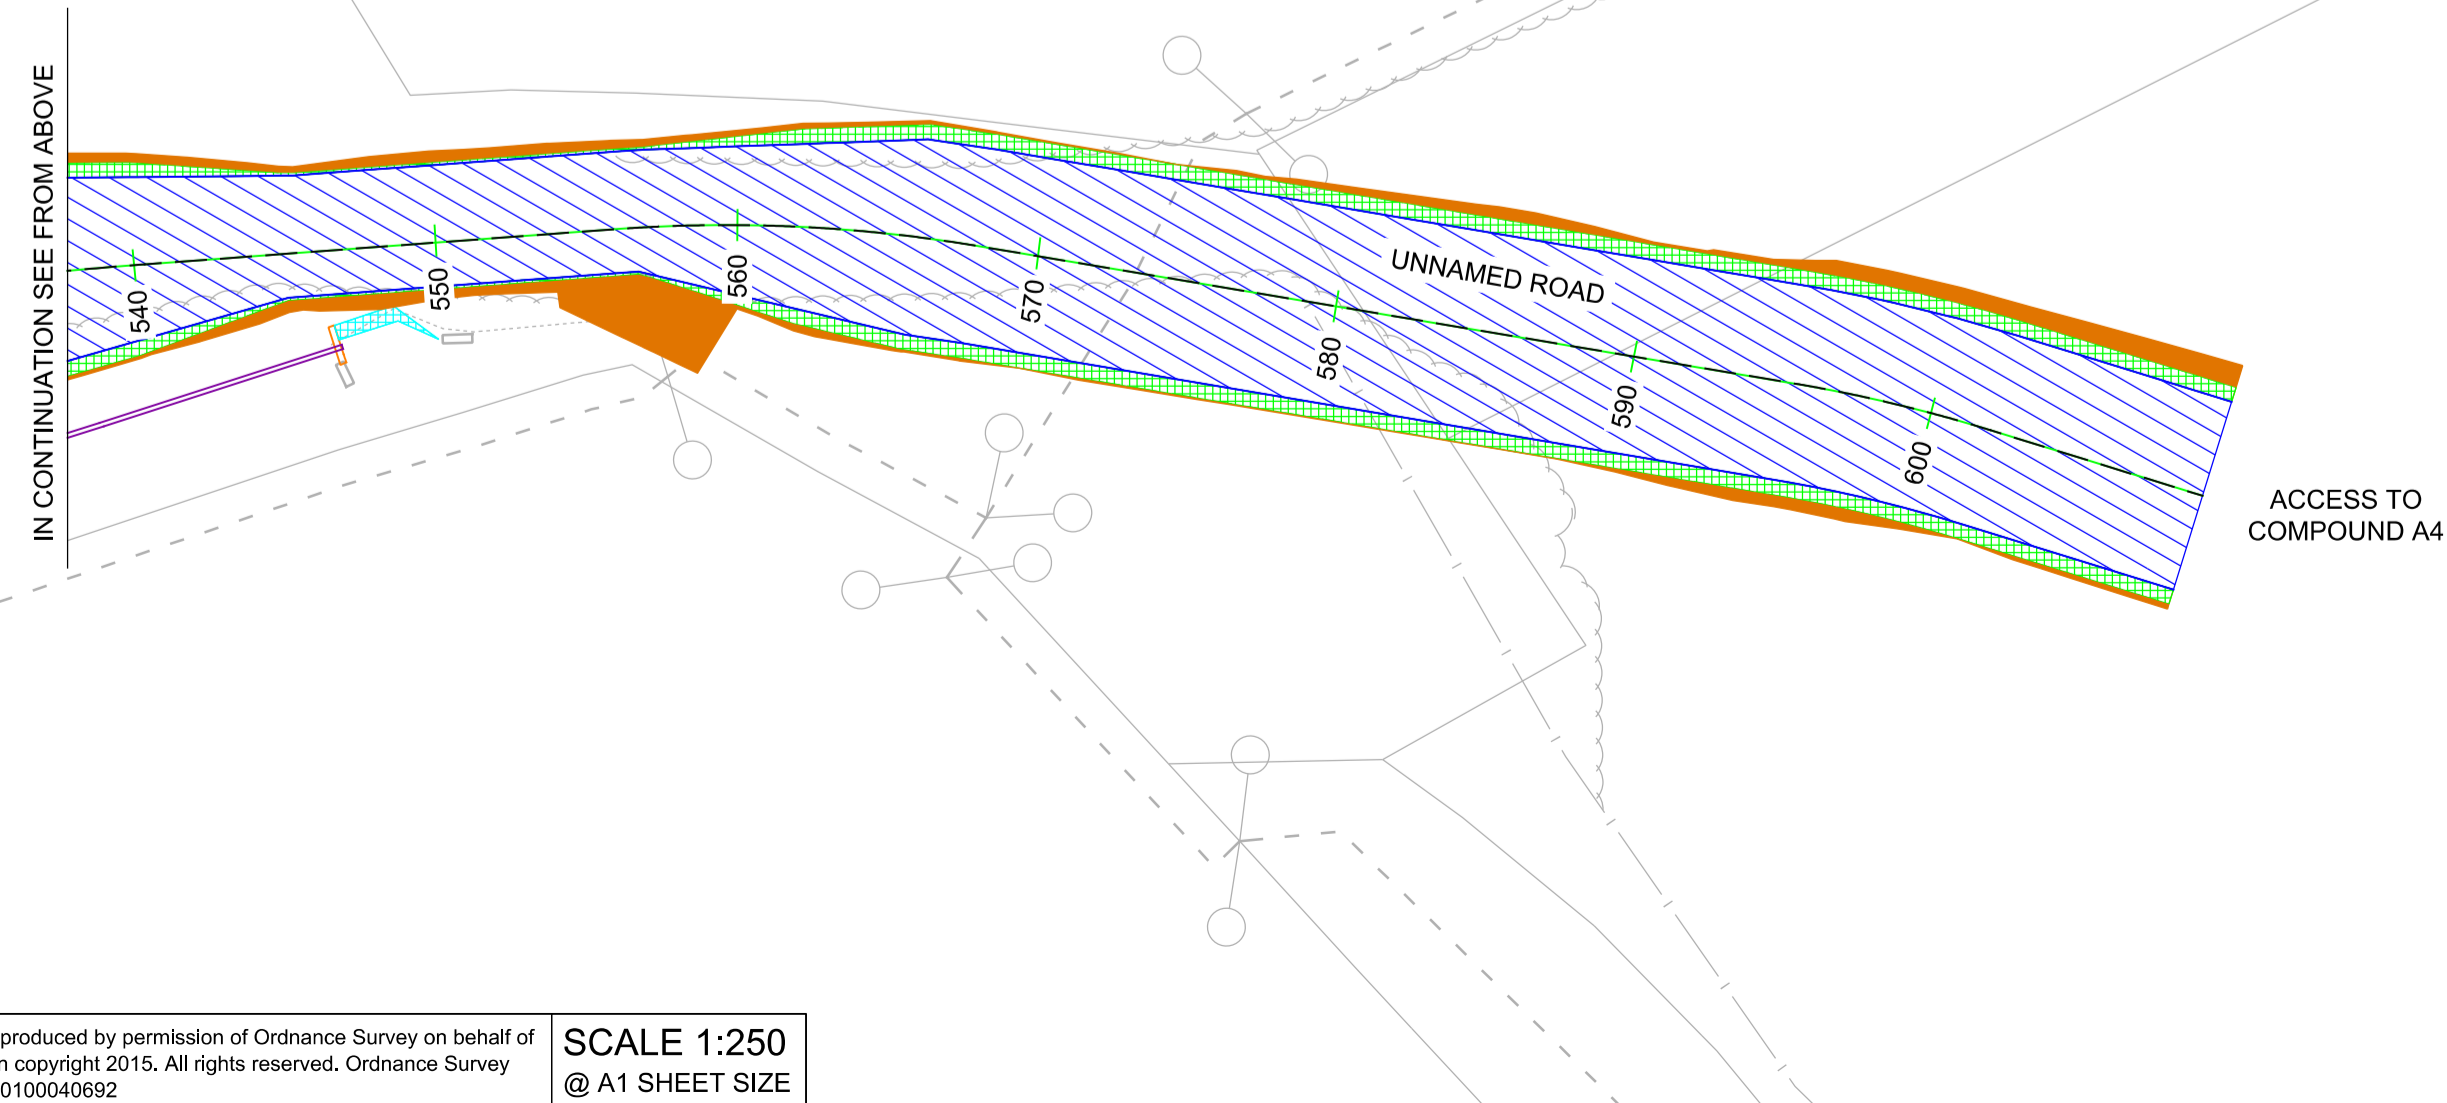 IN CONTINUATION SEE FROM ABOVE
540
550
560
570
580
590
600
UNNAMED ROAD
ACCESS TO
COMPOUND A4
produced by permission of Ordnance Survey on behalf of
copyright 2015. All rights reserved. Ordnance Survey
0100040692
SCALE 1:250
@ A1 SHEET SIZE